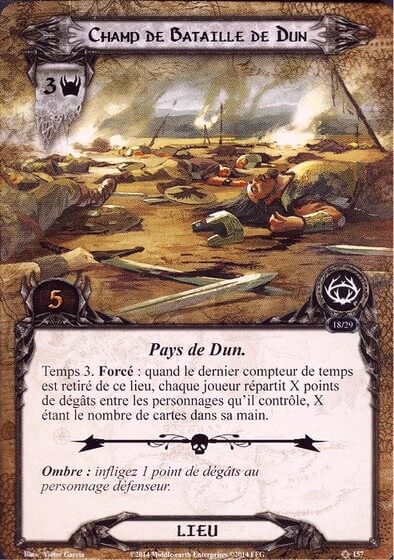 Champ de Bataille de Dun
3
5
18/29
Pays de Dun.
Temps 3. Forcé : quand le dernier compteur de temps
est retiré de ce lieu, chaque joueur répartit X points
de dégâts entre les personnages qu'il contrôle, X
étant le nombre de cartes dans sa main.
Ombre : infligez 1 point de dégâts au
personnage défenseur.
LIEU
Illus. Victor Garcia
©2014 Middle-earth Enterprises ©2014 FFG
157